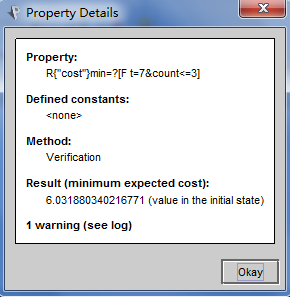 Property Details
Property:
R{"cost"}min=?[F t=7&count<=3]
Defined constants:
<none>
Method:
Verification
Result (minimum expected cost):
6.031880340216771 (value in the initial state)
1 warning (see log)
Okay